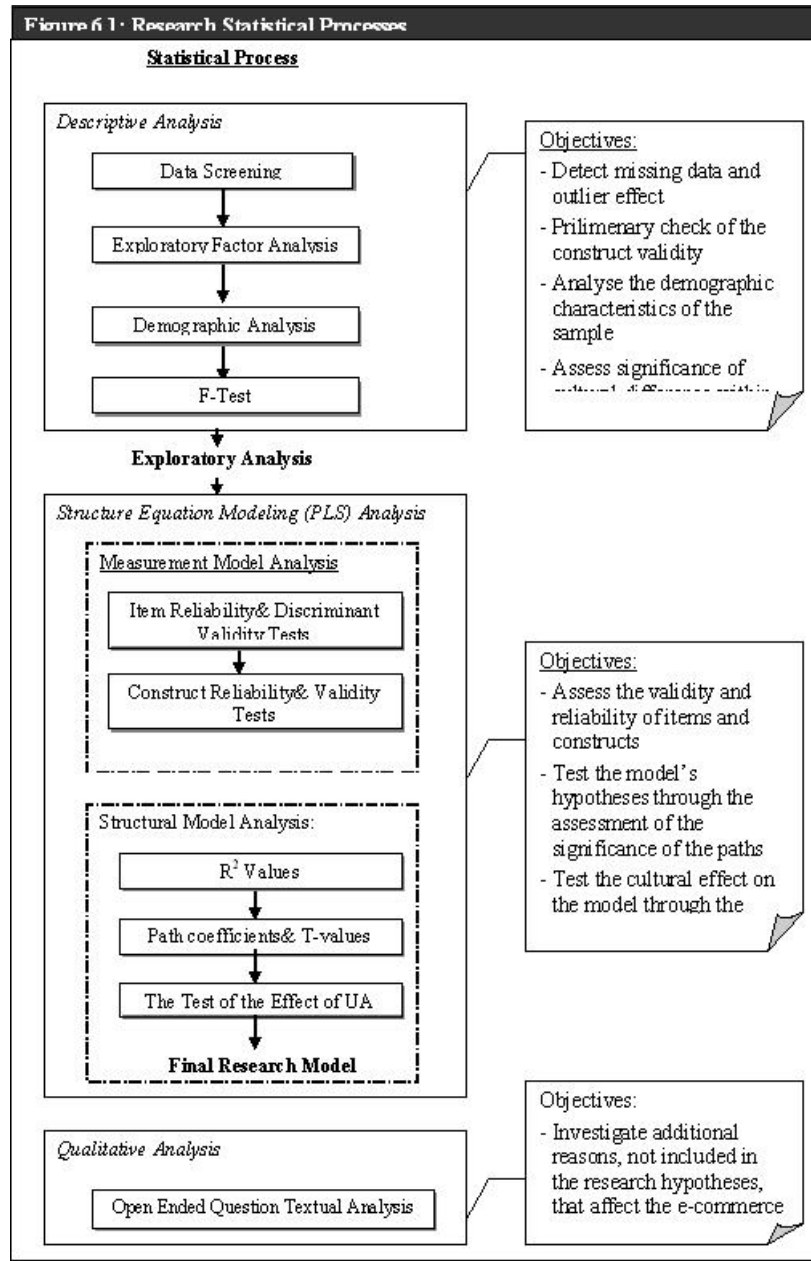 Figure 6.1: Research Statistical Processes
Statistical Process
Descriptive Analysis
Data Screening
Exploratory Factor Analysis
Demographic Analysis
F-Test
Objectives:
- Detect missing data and
outlier effect
- Prilimenary check of the
construct validity
- Analyse the demographic
characteristics of the
sample
- Assess significance of
cultural difference within
Exploratory Analysis
Structure Equation Modeling (PLS) Analysis
Measurement Model Analysis
Item Reliability& Discriminant
Validity Tests
Construct Reliability& Validity
Tests
Structural Model Analysis:
R² Values
Path coefficients& T-values
The Test of the Effect of UA
Final Research Model
Objectives:
- Assess the validity and
reliability of items and
constructs
- Test the model's
hypotheses through the
assessment of the
significance of the paths
- Test the cultural effect on
the model through the
Qualitative Analysis
Open Ended Question Textual Analysis
Objectives:
- Investigate additional
reasons, not included in
the research hypotheses,
that affect the e-commerce